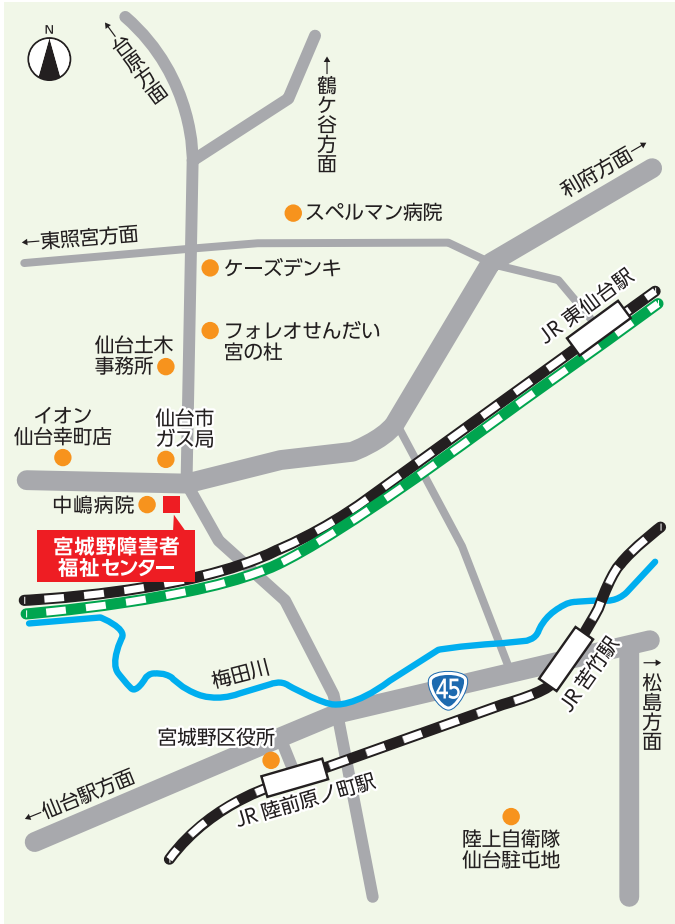 N
←台原方面
←鶴ケ谷方面
利府方面→
スペルマン病院
←東照宮方面
ケーズデンキ
JR 東仙台駅
フォレオせんだい
宮の杜
仙台土木
事務所
イオン
仙台幸町店
仙台市
ガス局
中嶋病院
宮城野障害者
福祉センター
梅田川
45
JR 苦竹駅
→松島方面
宮城野区役所
←仙台駅方面
JR 陸前原ノ町駅
陸上自衛隊
仙台駐屯地